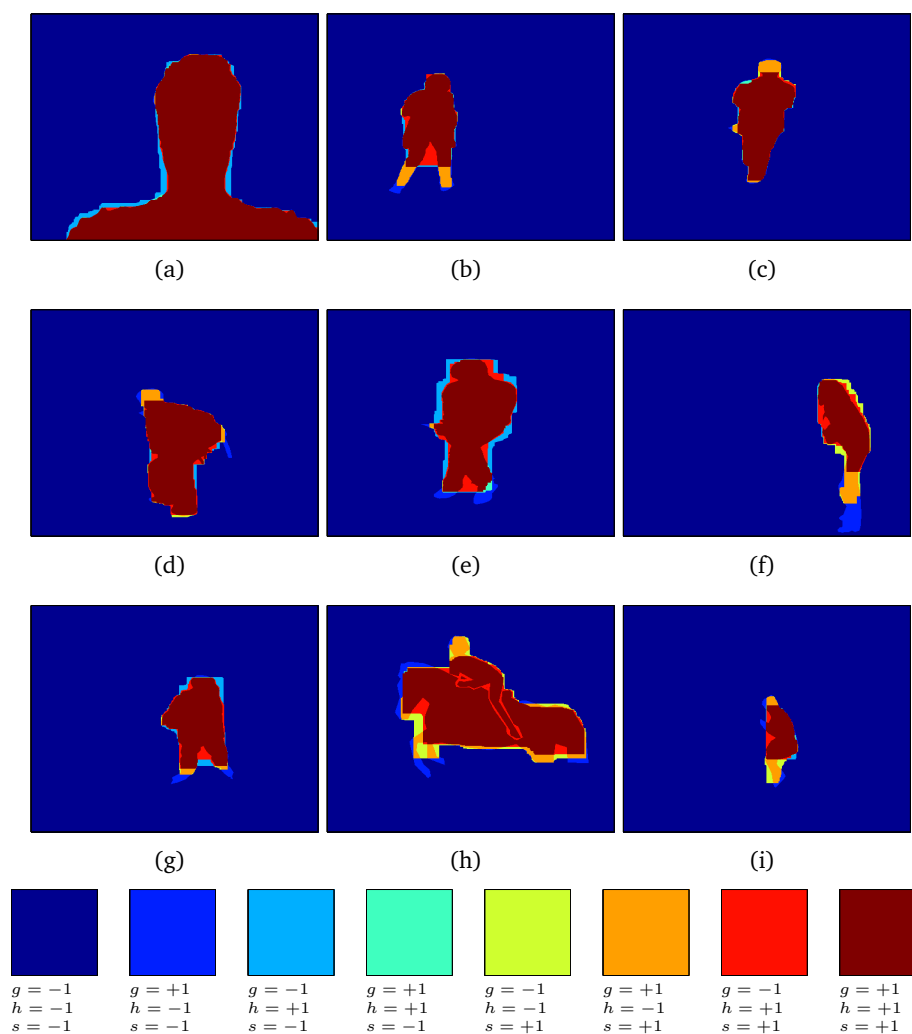 (a) (b) (c)
(d) (e) (f)
(g) (h) (i)
g = −1 g = +1 g = −1 g = +1 g = −1 g = +1 g = −1 g = +1
h = −1 h = −1 h = +1 h = +1 h = −1 h = −1 h = +1 h = +1
s = −1 s = −1 s = −1 s = −1 s = +1 s = +1 s = +1 s = +1